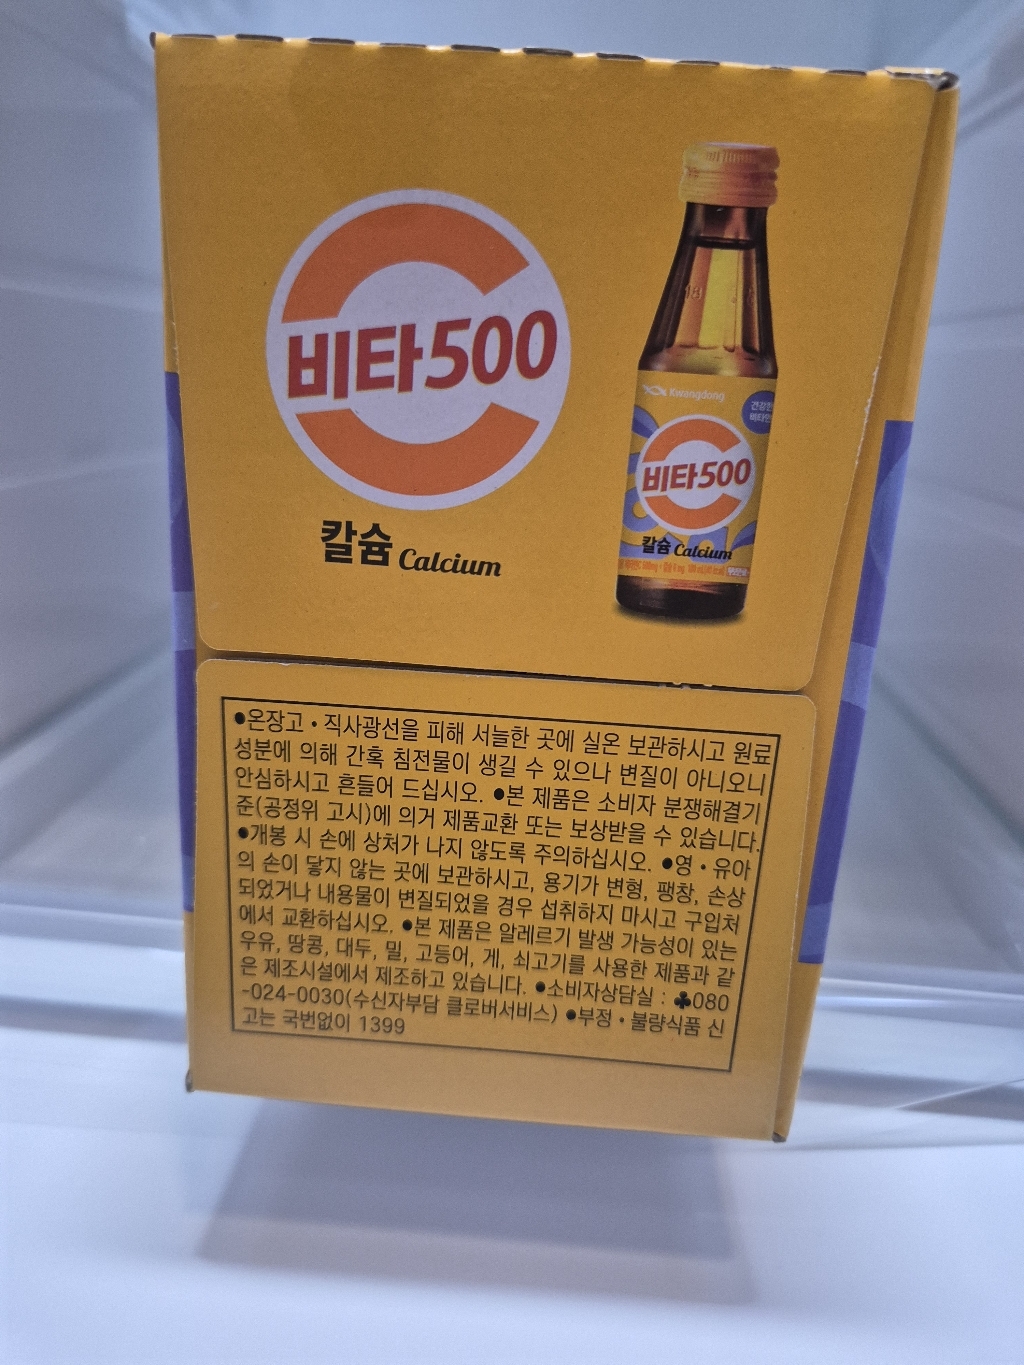 비타500
칼슘 Calcium
Kwangdong
건강한
비타500
칼슘 Calcium
●온장고・직사광선을 피해 서늘한 곳에 실온 보관하시고 원료
성분에 의해 간혹 침전물이 생길 수 있으나 변질이 아니오니
안심하시고 흔들어 드십시오. ●본 제품은 소비자 분쟁해결기
준(공정위 고시)에 의거 제품교환 또는 보상받을 수 있습니다.
●개봉 시 손에 상처가 나지 않도록 주의하십시오. ●영・유아
의 손이 닿지 않는 곳에 보관하시고, 용기가 변형, 팽창, 손상
되었거나 내용물이 변질되었을 경우 섭취하지 마시고 구입처
에서 교환하십시오. ●본 제품은 알레르기 발생 가능성이 있는
우유, 땅콩, 대두, 밀, 고등어, 게, 쇠고기를 사용한 제품과 같
은 제조시설에서 제조하고 있습니다. ●소비자상담실 : ♣080
-024-0030(수신자부담 클로버서비스) ●부정・불량식품 신
고는 국번없이 1399